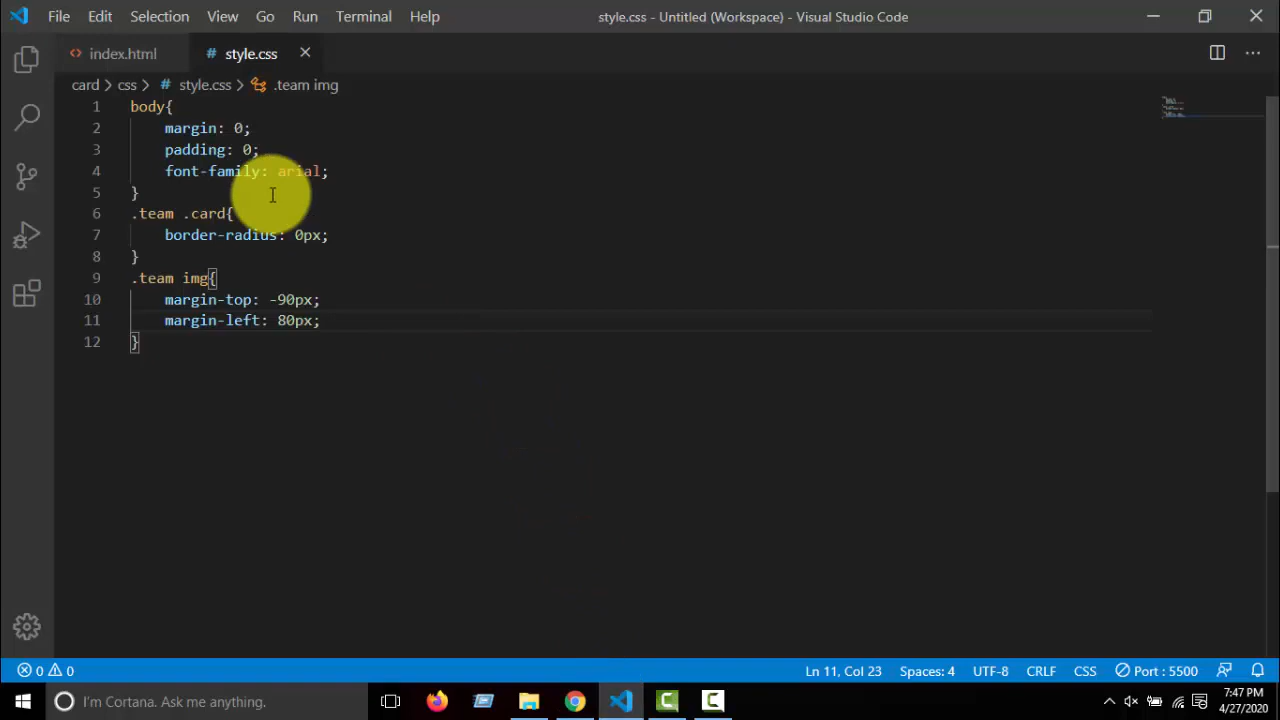 File Edit Selection View Go Run Terminal Help
style.css - Untitled (Workspace) - Visual Studio Code
index.html
style.css
card > css > # style.css > .team img
1 body{
2 margin: 0;
3 padding: 0;
4 font-family: arial;
5 }
6 .team .card{
7 border-radius: 0px;
8 }
9 .team img{
10 margin-top: -90px;
11 margin-left: 80px;
12 }
0 0
Ln 11, Col 23 Spaces: 4 UTF-8 CRLF CSS Port : 5500
I'm Cortana. Ask me anything.
7:47 PM
4/27/2020